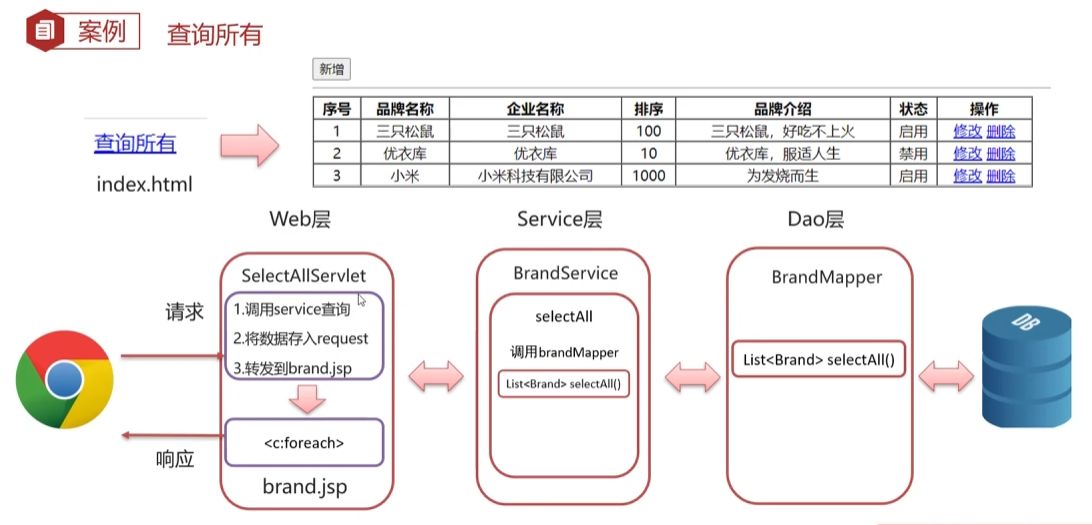 案例 查询所有
新增
序号 品牌名称 企业名称 排序 品牌介绍 状态 操作
1 三只松鼠 三只松鼠 100 三只松鼠，好吃不上火 启用 修改 删除
2 优衣库 优衣库 10 优衣库，服适人生 禁用 修改 删除
3 小米 小米科技有限公司 1000 为发烧而生 启用 修改 删除
查询所有
index.html
Web层 Service层 Dao层
SelectAllServlet
1.调用service查询
2.将数据存入request
3.转发到brand.jsp
<c:foreach>
brand.jsp
请求
响应
BrandService
selectAll
调用brandMapper
List<Brand> selectAll()
BrandMapper
List<Brand> selectAll()
DB